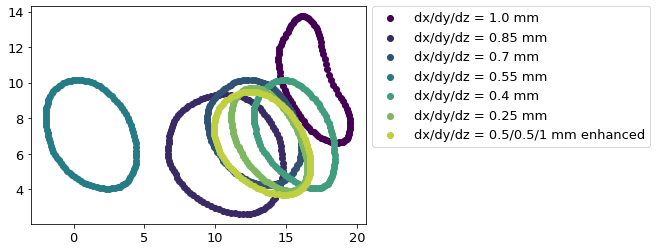 14
12
10
8
6
4
0
5
10
15
20
dx/dy/dz = 1.0 mm
dx/dy/dz = 0.85 mm
dx/dy/dz = 0.7 mm
dx/dy/dz = 0.55 mm
dx/dy/dz = 0.4 mm
dx/dy/dz = 0.25 mm
dx/dy/dz = 0.5/0.5/1 mm enhanced